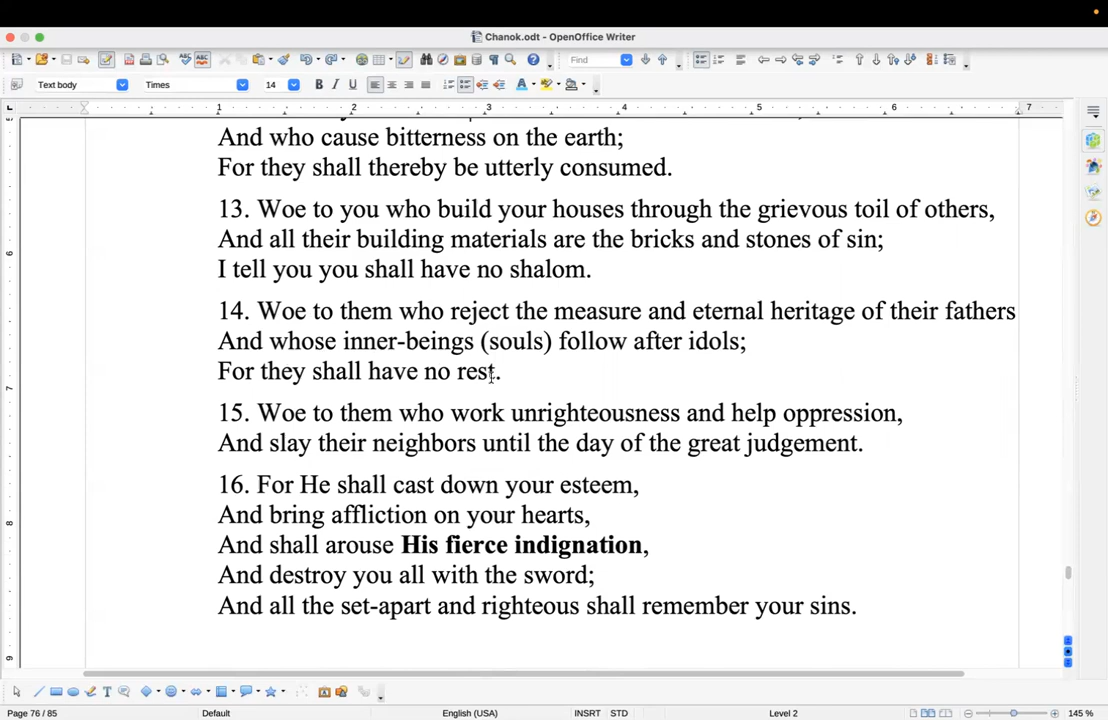 Chanok.odt - OpenOffice Writer
Find
Text body
Times
14
1 2 3 4 5 6 7
And who cause bitterness on the earth;
For they shall thereby be utterly consumed.
13. Woe to you who build your houses through the grievous toil of others,
And all their building materials are the bricks and stones of sin;
I tell you you shall have no shalom.
14. Woe to them who reject the measure and eternal heritage of their fathers
And whose inner-beings (souls) follow after idols;
For they shall have no rest.
15. Woe to them who work unrighteousness and help oppression,
And slay their neighbors until the day of the great judgement.
16. For He shall cast down your esteem,
And bring affliction on your hearts,
And shall arouse His fierce indignation,
And destroy you all with the sword;
And all the set-apart and righteous shall remember your sins.
Page 76 / 85
Default
English (USA)
INSRT
STD
Level 2
145 %